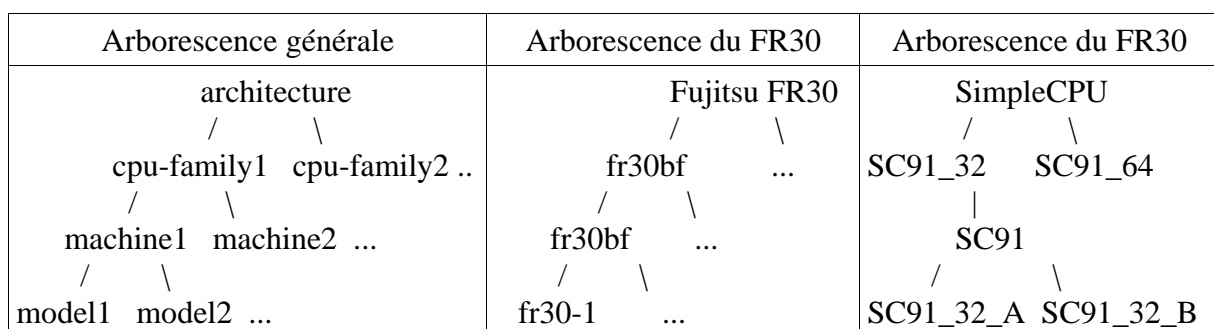 Arborescence générale Arborescence du FR30 Arborescence du FR30
architecture Fujitsu FR30 SimpleCPU
/ \ / \ / \
cpu-family1 cpu-family2 .. fr30bf ... SC91_32 SC91_64
/ \ / \ |
machine1 machine2 ... fr30bf ... SC91
/ \ / \ / \
model1 model2 ... fr30-1 ... SC91_32_A SC91_32_B